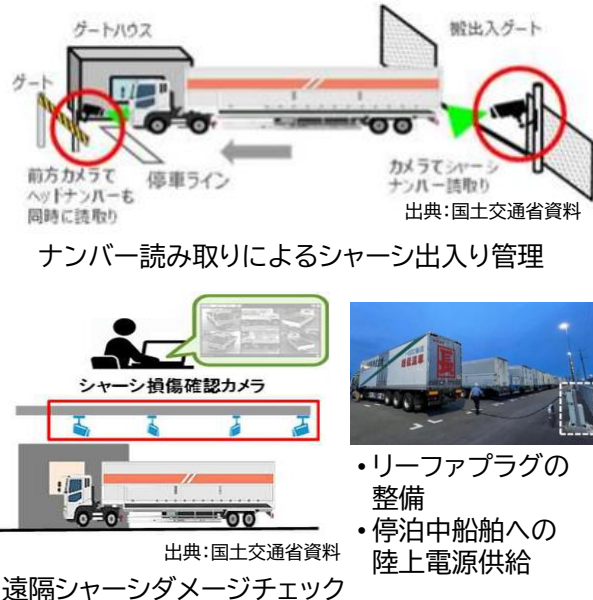 ゲートハウス
搬出入ゲート
ゲート
前方カメラで
ヘッドナンバーも
同時に読取り
停車ライン
カメラでシャーシ
ナンバー読取り
出典：国土交通省資料
ナンバー読み取りによるシャーシ出入り管理
シャーシ損傷確認カメラ
出典：国土交通省資料
遠隔シャーシダメージチェック
•リーファプラグの
整備
•停泊中船舶への
陸上電源供給